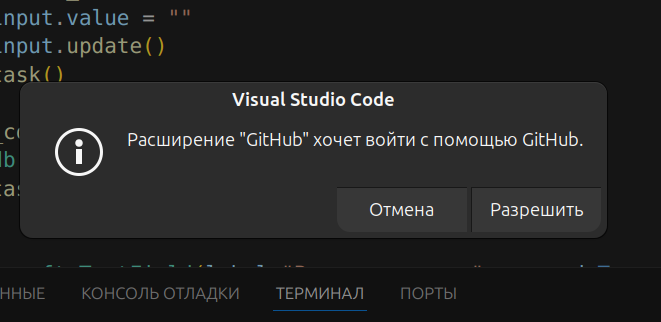 input.value = ""
input.update()
task()
Visual Studio Code
Расширение "GitHub" хочет войти с помощью GitHub.
db
Отмена
Разрешить
КОНСОЛЬ ОТЛАДКИ
ТЕРМИНАЛ
ПОРТЫ